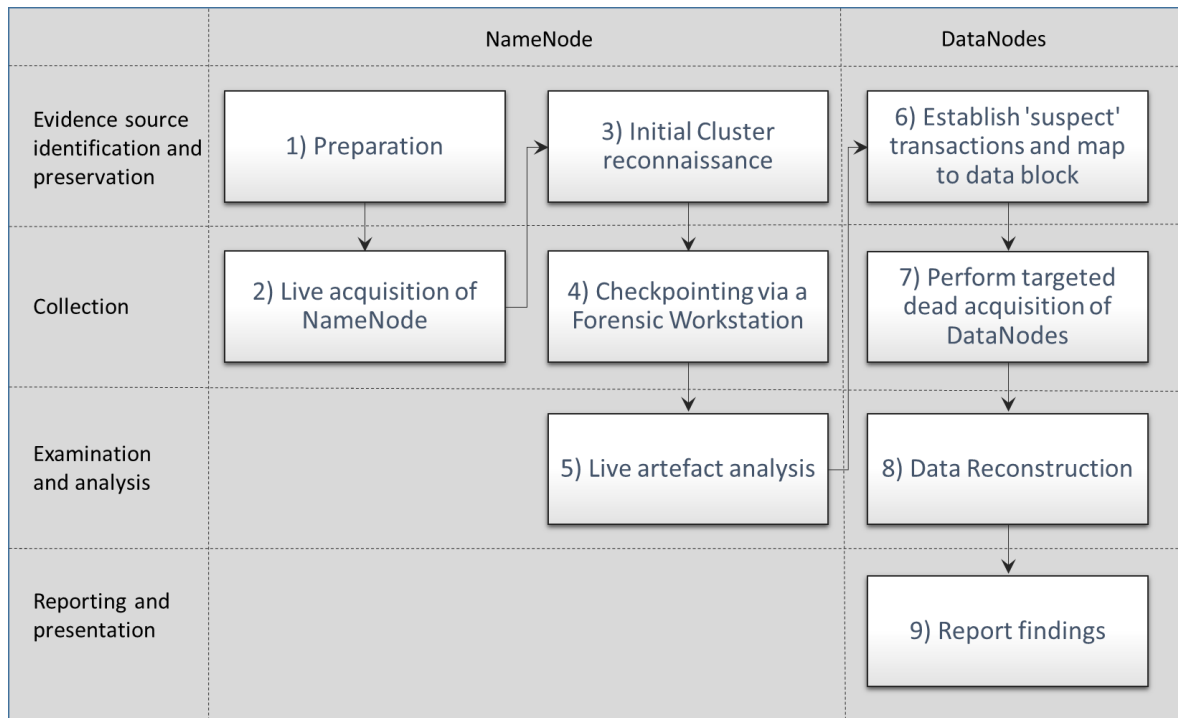 NameNode
DataNodes
Evidence source
identification and
preservation
1) Preparation
3) Initial Cluster
reconnaissance
6) Establish 'suspect'
transactions and map
to data block
Collection
2) Live acquisition of
NameNode
4) Checkpointing via a
Forensic Workstation
7) Perform targeted
dead acquisition of
DataNodes
Examination
and analysis
5) Live artefact analysis
8) Data Reconstruction
Reporting and
presentation
9) Report findings